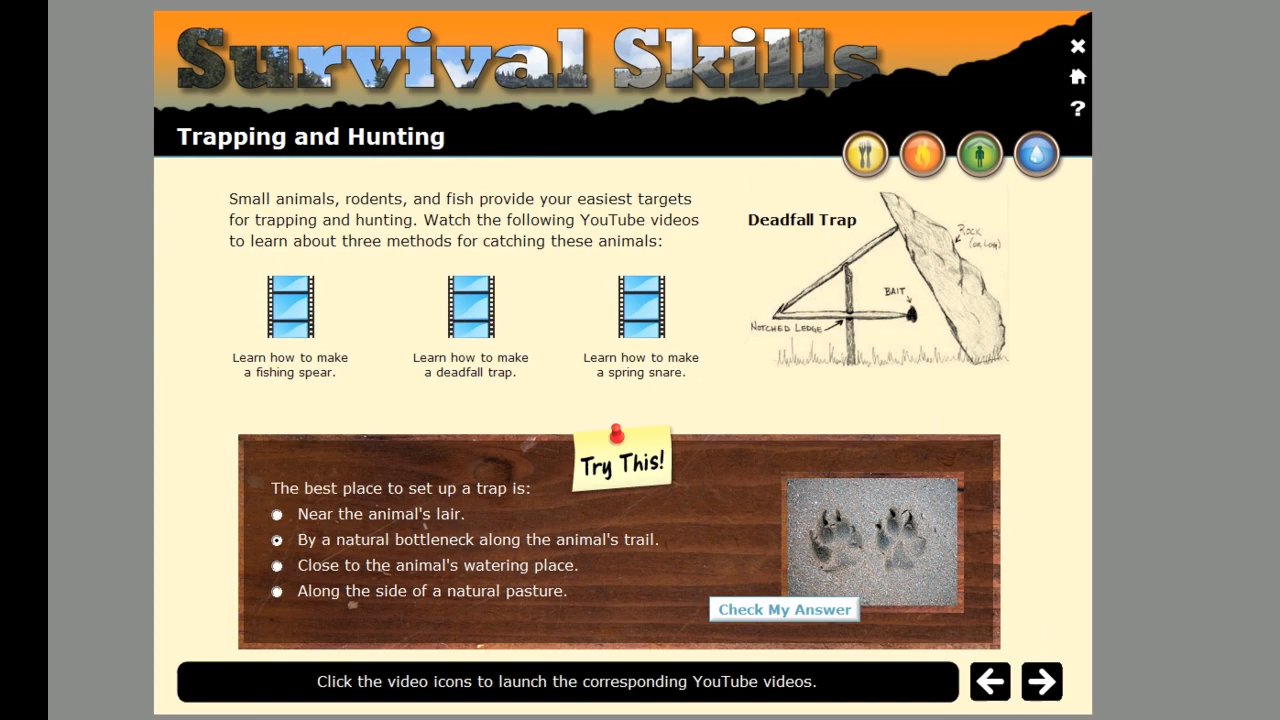 Survival Skills
?
Trapping and Hunting
Small animals, rodents, and fish provide your easiest targets
for trapping and hunting. Watch the following YouTube videos
to learn about three methods for catching these animals:
Deadfall Trap
ROCK
(OR LOG)
BAIT
NOTCHED LEDGE
Learn how to make
a fishing spear.
Learn how to make
a deadfall trap.
Learn how to make
a spring snare.
Try This!
The best place to set up a trap is:
Near the animal's lair.
By a natural bottleneck along the animal's trail.
Close to the animal's watering place.
Along the side of a natural pasture.
Check My Answer
Click the video icons to launch the corresponding YouTube videos.